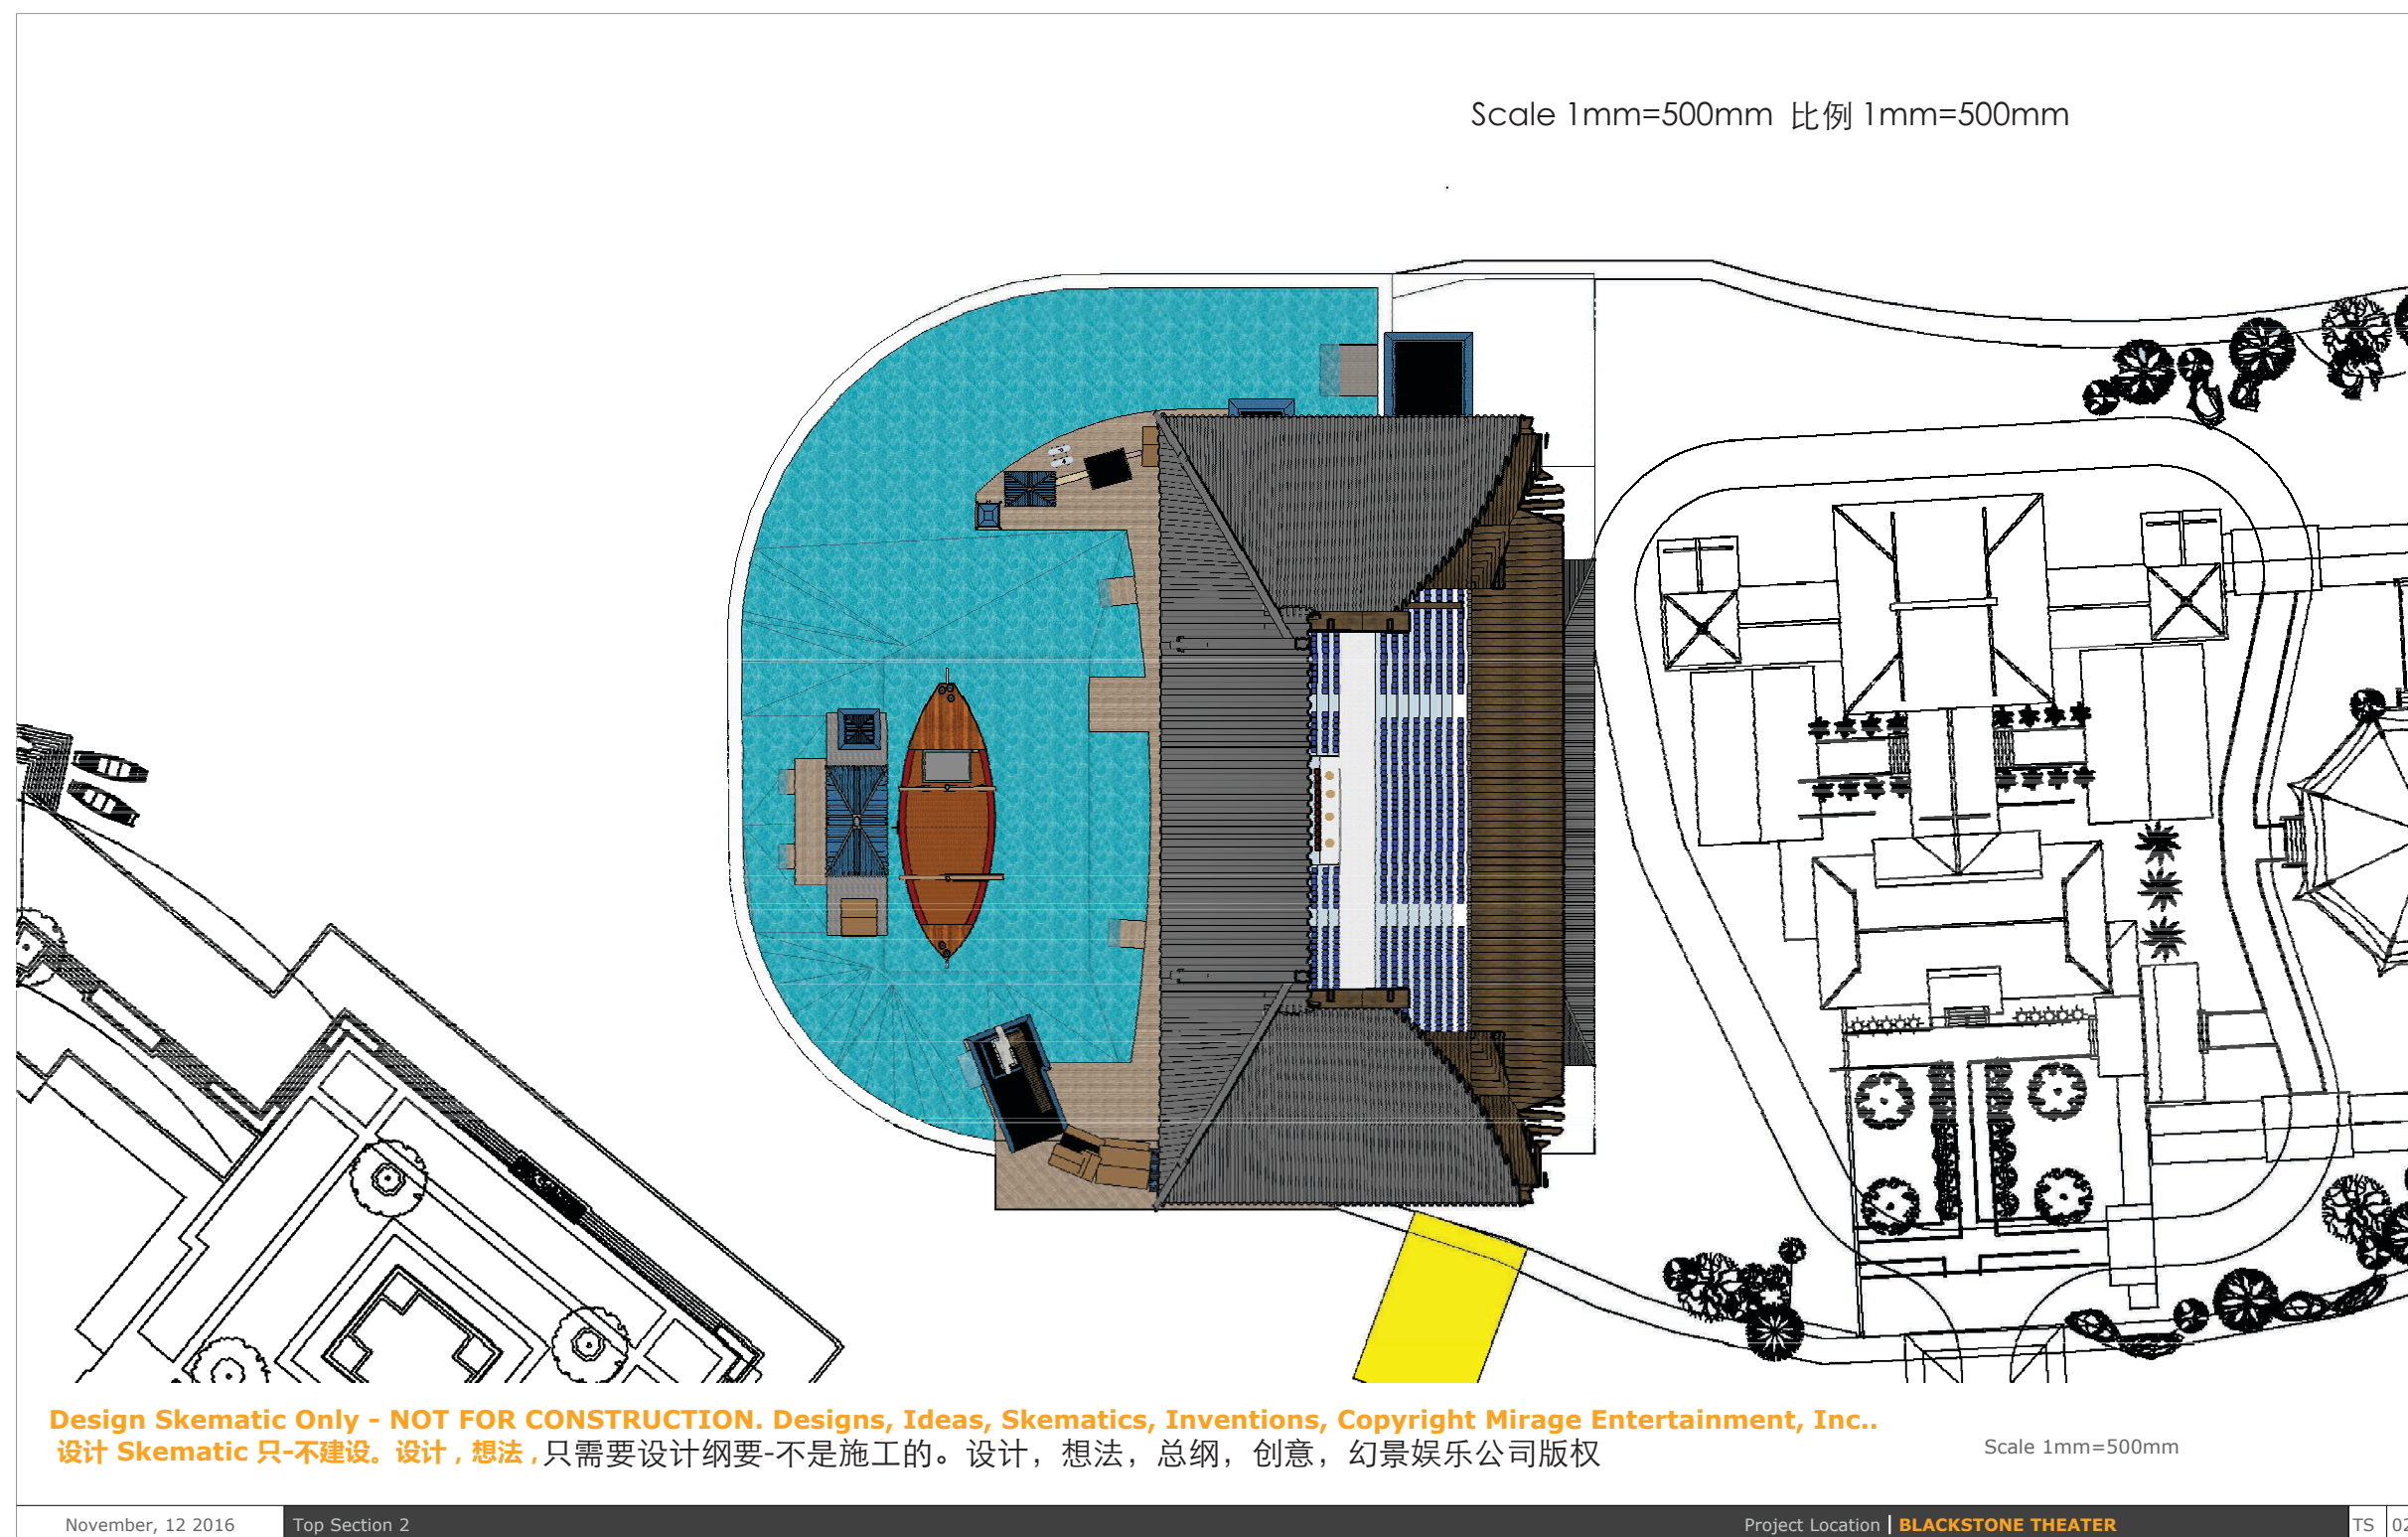 Scale 1mm=500mm 比例 1mm=500mm
Design Skematic Only - NOT FOR CONSTRUCTION. Designs, Ideas, Skematics, Inventions, Copyright Mirage Entertainment, Inc..
设计 Skematic 只-不建设。设计 , 想法 , 只需要设计纲要-不是施工的。设计，想法，总纲，创意，幻景娱乐公司版权
Scale 1mm=500mm
November, 12 2016 Top Section 2 Project Location | BLACKSTONE THEATER TS 02